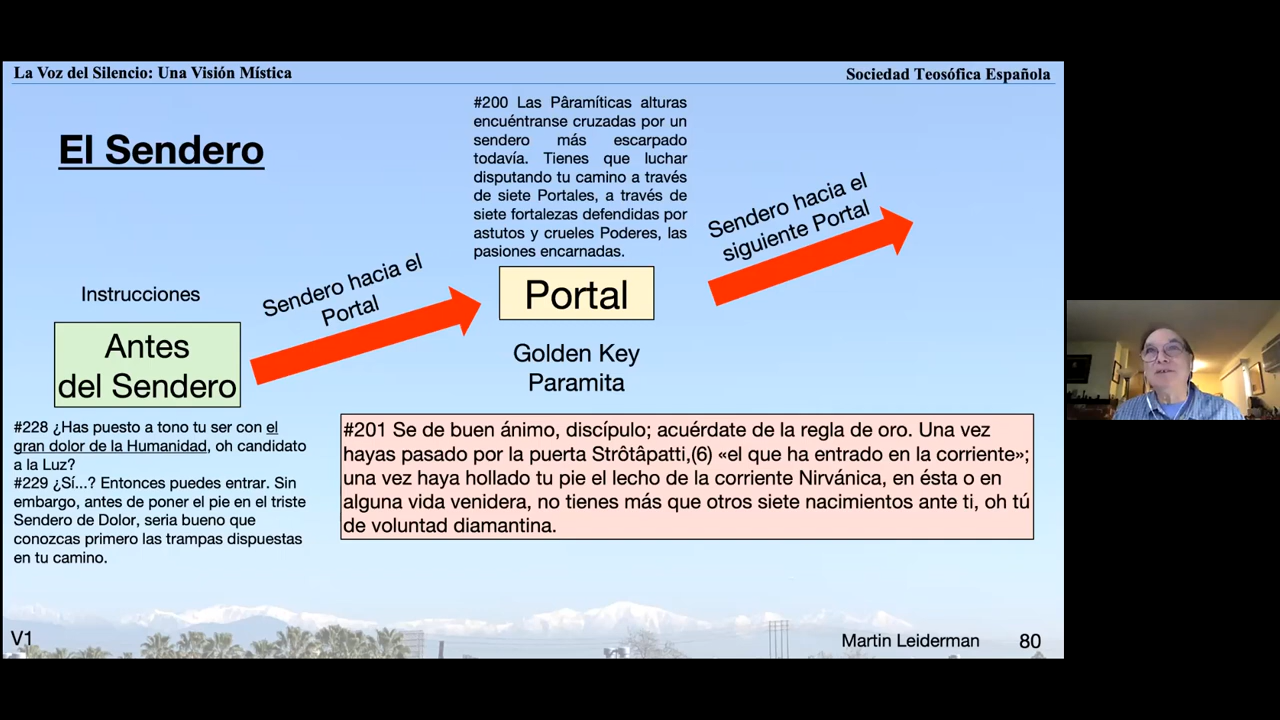 La Voz del Silencio: Una Visión Mística
Sociedad Teosófica Española
El Sendero
#200 Las Pâramíticas alturas
encuéntranse cruzadas por un
sendero más escarpado
todavía. Tienes que luchar
disputando tu camino a través
de siete Portales, a través de
siete fortalezas defendidas por
astutos y crueles Poderes, las
pasiones encarnadas.
Instrucciones
Antes
del Sendero
Sendero hacia el
Portal
Portal
Golden Key
Paramita
Sendero hacia el
siguiente Portal
#228 ¿Has puesto a tono tu ser con el
gran dolor de la Humanidad, oh candidato
a la Luz?
#229 ¿Sí...? Entonces puedes entrar. Sin
embargo, antes de poner el pie en el triste
Sendero de Dolor, seria bueno que
conozcas primero las trampas dispuestas
en tu camino.
#201 Se de buen ánimo, discípulo; acuérdate de la regla de oro. Una vez
hayas pasado por la puerta Strôtâpatti,(6) «el que ha entrado en la corriente»;
una vez haya hollado tu pie el lecho de la corriente Nirvánica, en ésta o en
alguna vida venidera, no tienes más que otros siete nacimientos ante ti, oh tú
de voluntad diamantina.
V1
Martin Leiderman
80